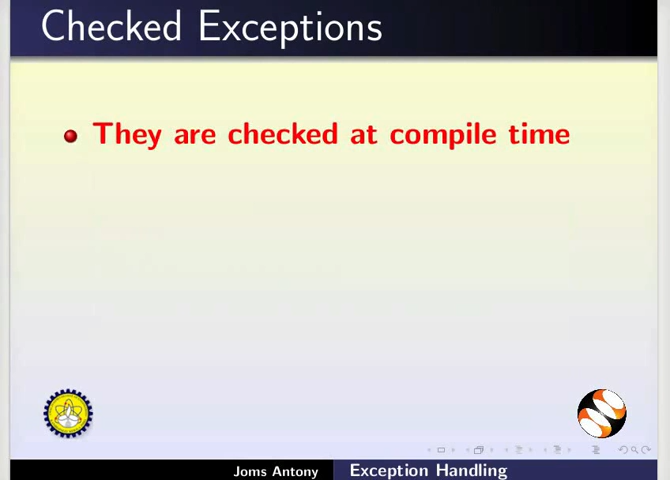 Checked Exceptions
They are checked at compile time
Joms Antony
Exception Handling